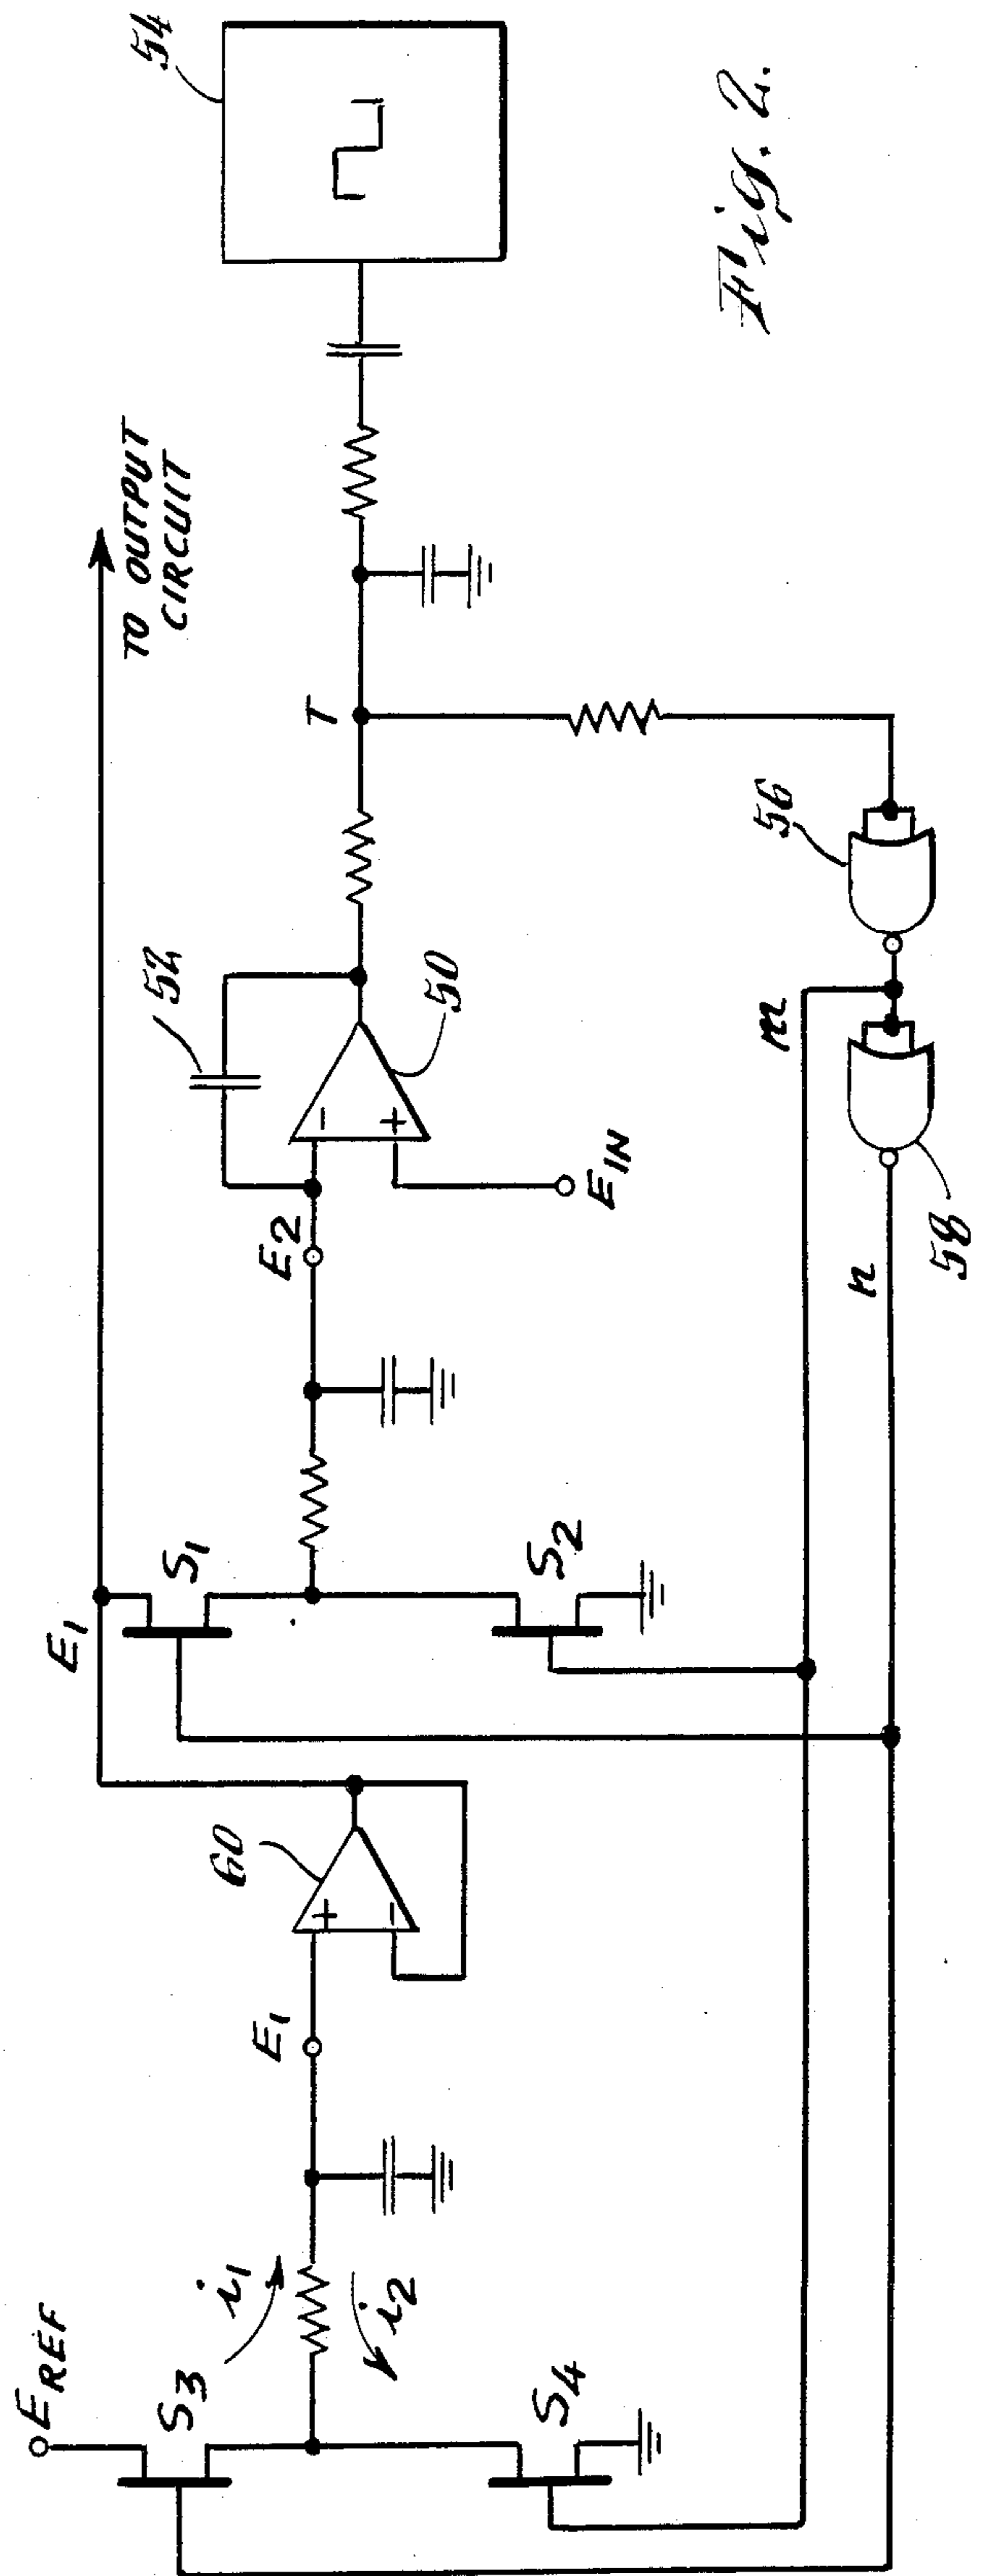 54
TO OUTPUT
CIRCUIT
T
52
50
56
m
n
58
E2
EIN
+
-
E1
S1
S2
60
+
-
E1
i1
i2
EREF
S3
S4
Fig. 2.